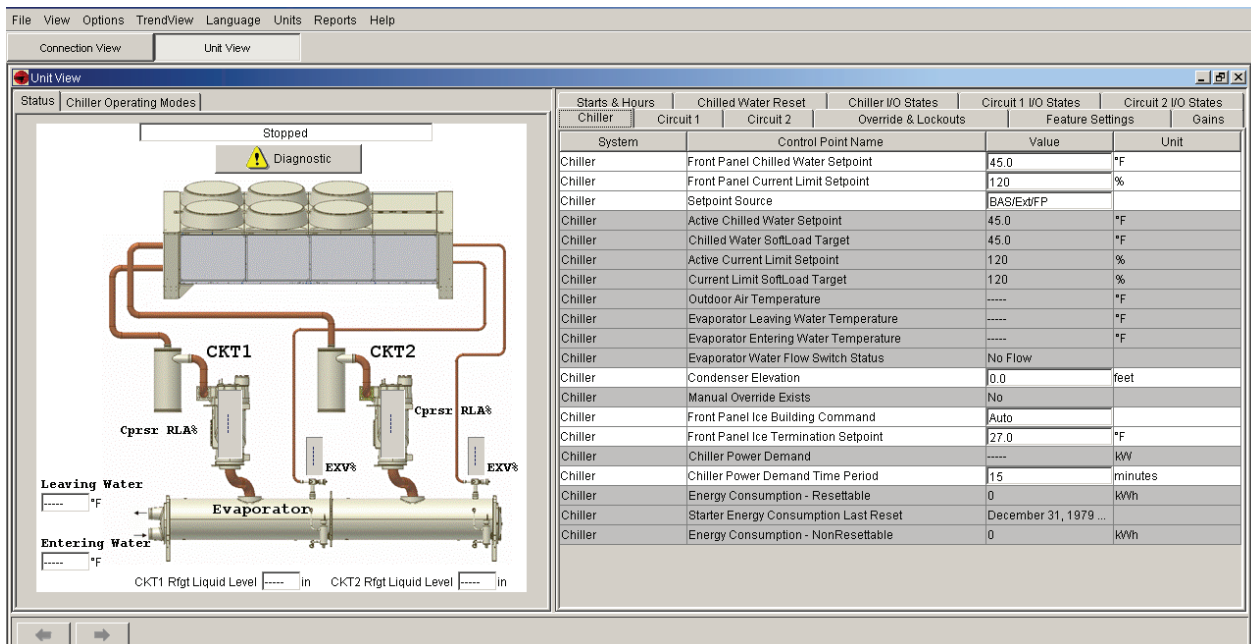 File View Options TrendView Language Units Reports Help
Connection View Unit View
Unit View
Status Chiller Operating Modes
Stopped
Diagnostic
CKT1 CKT2
Cprsr RLA%
Cprsr RLA%
EXV% EXV%
Leaving Water
----- °F
Evaporator
Entering Water
----- °F
CKT1 Rfgt Liquid Level ----- in CKT2 Rfgt Liquid Level ----- in
Starts & Hours Chilled Water Reset Chiller I/O States Circuit 1 I/O States Circuit 2 I/O States
Chiller Circuit 1 Circuit 2 Override & Lockouts Feature Settings Gains
System Control Point Name Value Unit
Chiller Front Panel Chilled Water Setpoint 45.0 °F
Chiller Front Panel Current Limit Setpoint 120 %
Chiller Setpoint Source BAS/Ext/FP
Chiller Active Chilled Water Setpoint 45.0 °F
Chiller Chilled Water SoftLoad Target 45.0 °F
Chiller Active Current Limit Setpoint 120 %
Chiller Current Limit SoftLoad Target 120 %
Chiller Outdoor Air Temperature ----- °F
Chiller Evaporator Leaving Water Temperature ----- °F
Chiller Evaporator Entering Water Temperature ----- °F
Chiller Evaporator Water Flow Switch Status No Flow
Chiller Condenser Elevation 0.0 feet
Chiller Manual Override Exists No
Chiller Front Panel Ice Building Command Auto
Chiller Front Panel Ice Termination Setpoint 27.0 °F
Chiller Chiller Power Demand ----- kW
Chiller Chiller Power Demand Time Period 15 minutes
Chiller Energy Consumption - Resettable 0 kWh
Chiller Starter Energy Consumption Last Reset December 31, 1979 ...
Chiller Energy Consumption - NonResettable 0 kWh